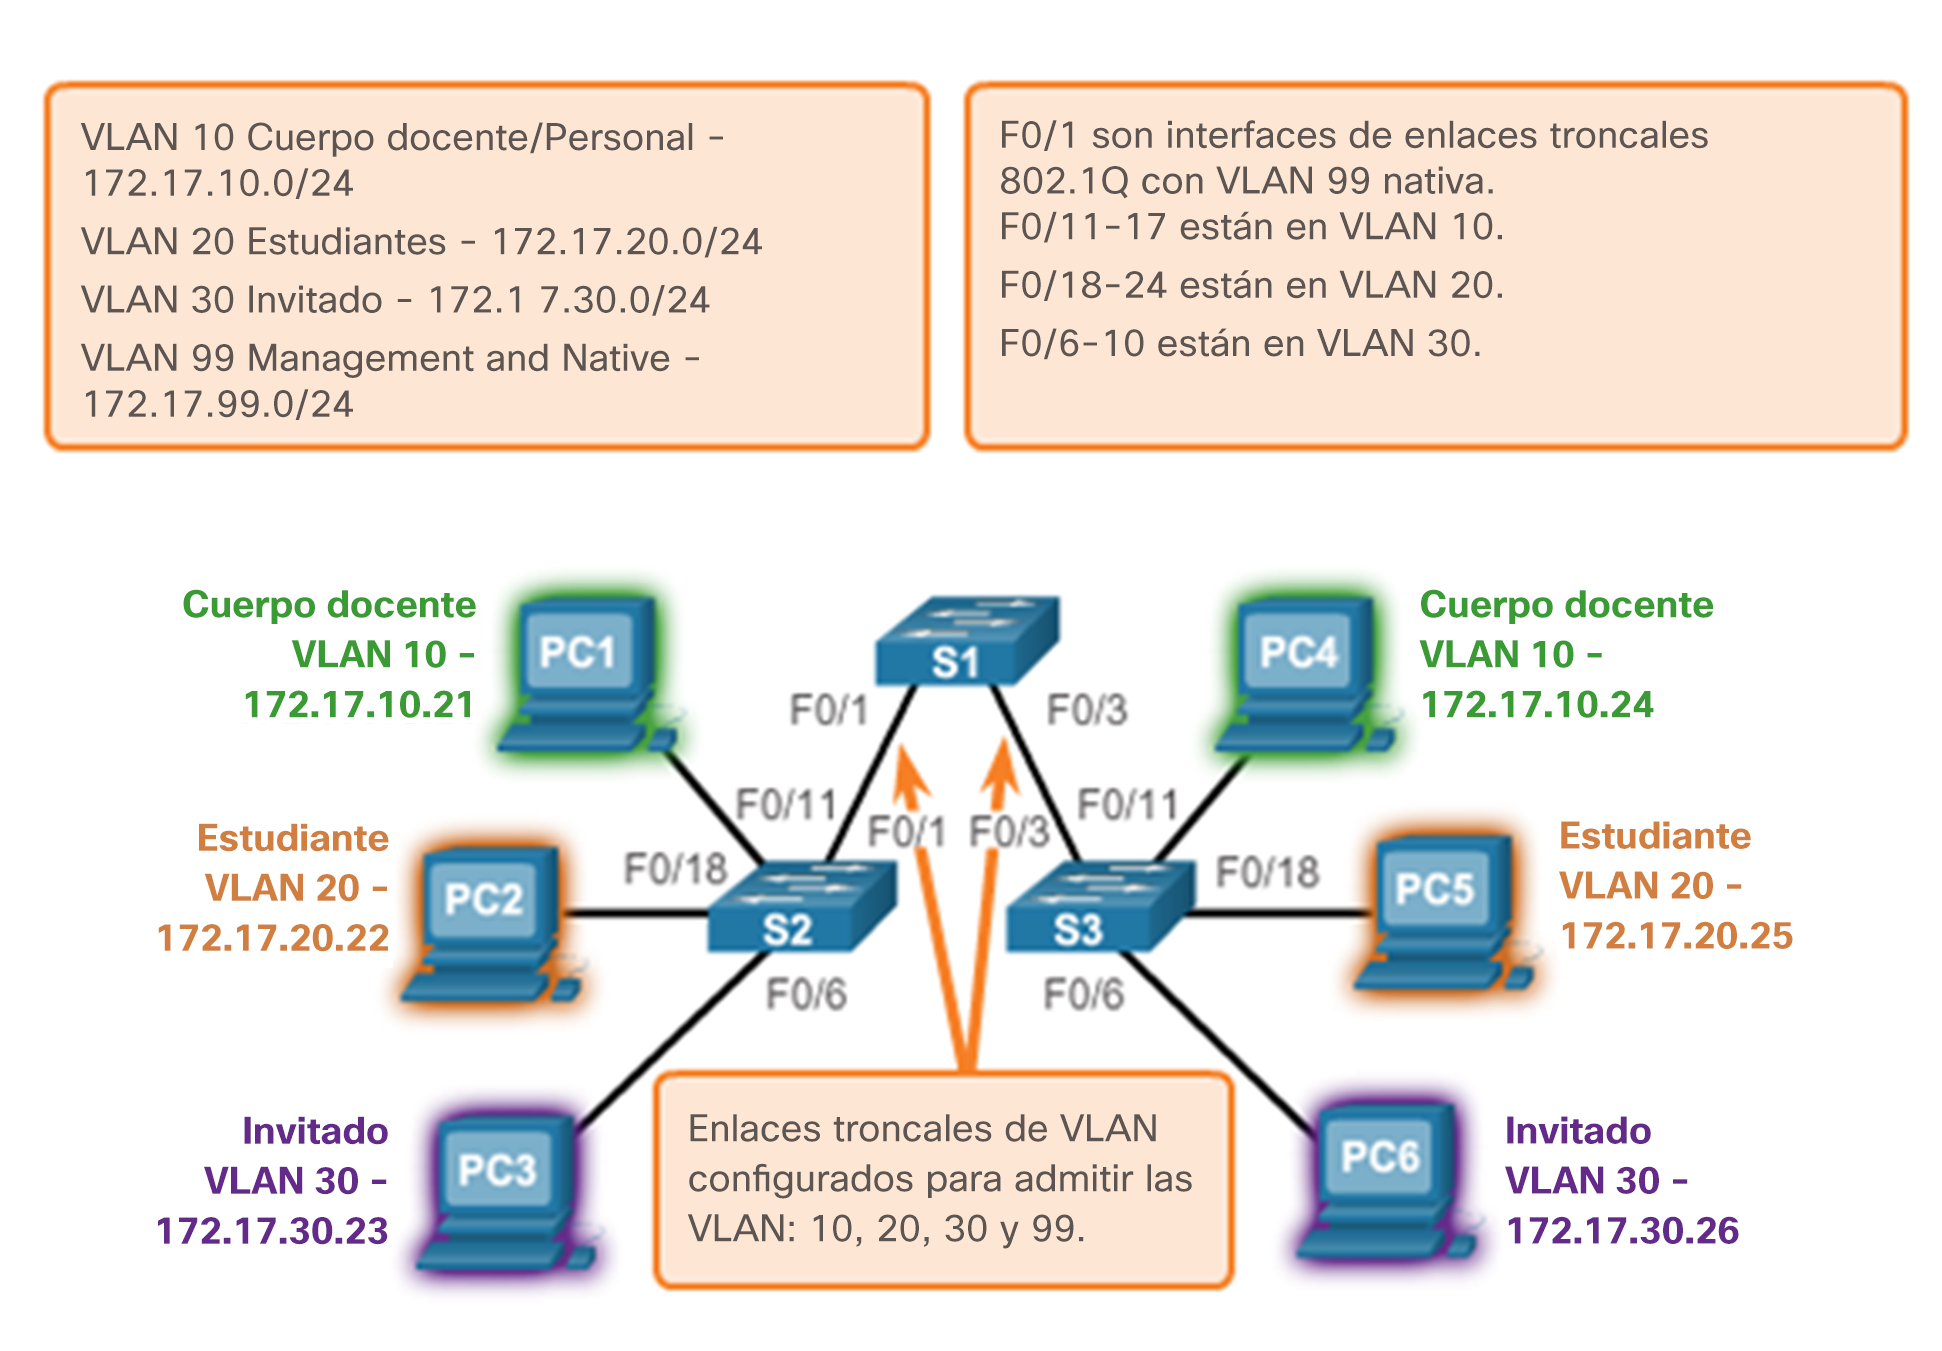 VLAN 10 Cuerpo docente/Personal -
172.17.10.0/24
VLAN 20 Estudiantes - 172.17.20.0/24
VLAN 30 Invitado - 172.1 7.30.0/24
VLAN 99 Management and Native -
172.17.99.0/24
F0/1 son interfaces de enlaces troncales
802.1Q con VLAN 99 nativa.
F0/11-17 están en VLAN 10.
F0/18-24 están en VLAN 20.
F0/6-10 están en VLAN 30.
Cuerpo docente
VLAN 10 -
172.17.10.21
PC1
S1
PC4
Cuerpo docente
VLAN 10 -
172.17.10.24
F0/1
F0/3
F0/11
F0/1
F0/3
F0/11
Estudiante
VLAN 20 -
172.17.20.22
PC2
F0/18
S2
S3
F0/18
PC5
Estudiante
VLAN 20 -
172.17.20.25
F0/6
F0/6
Invitado
VLAN 30 -
172.17.30.23
PC3
Enlaces troncales de VLAN
configurados para admitir las
VLAN: 10, 20, 30 y 99.
PC6
Invitado
VLAN 30 -
172.17.30.26